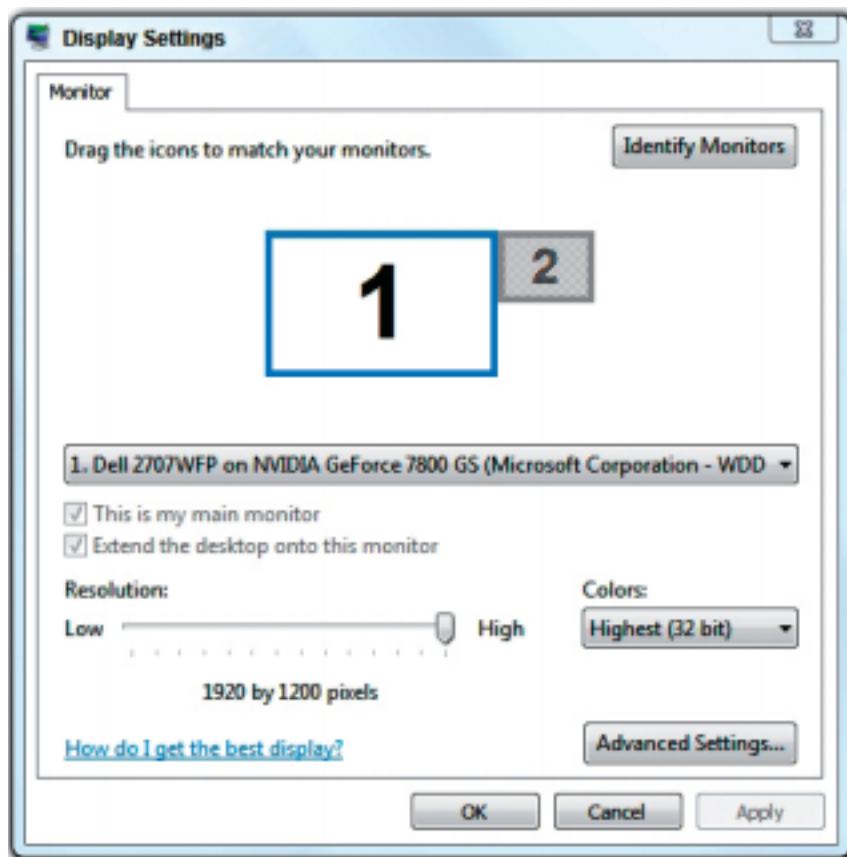 Display Settings
Monitor
Drag the icons to match your monitors.
Identify Monitors
1
2
1. Dell 2707WFP on NVIDIA GeForce 7800 GS (Microsoft Corporation - WDD
This is my main monitor
Extend the desktop onto this monitor
Resolution:
Colors:
Low
High
Highest (32 bit)
1920 by 1200 pixels
How do I get the best display?
Advanced Settings...
OK
Cancel
Apply